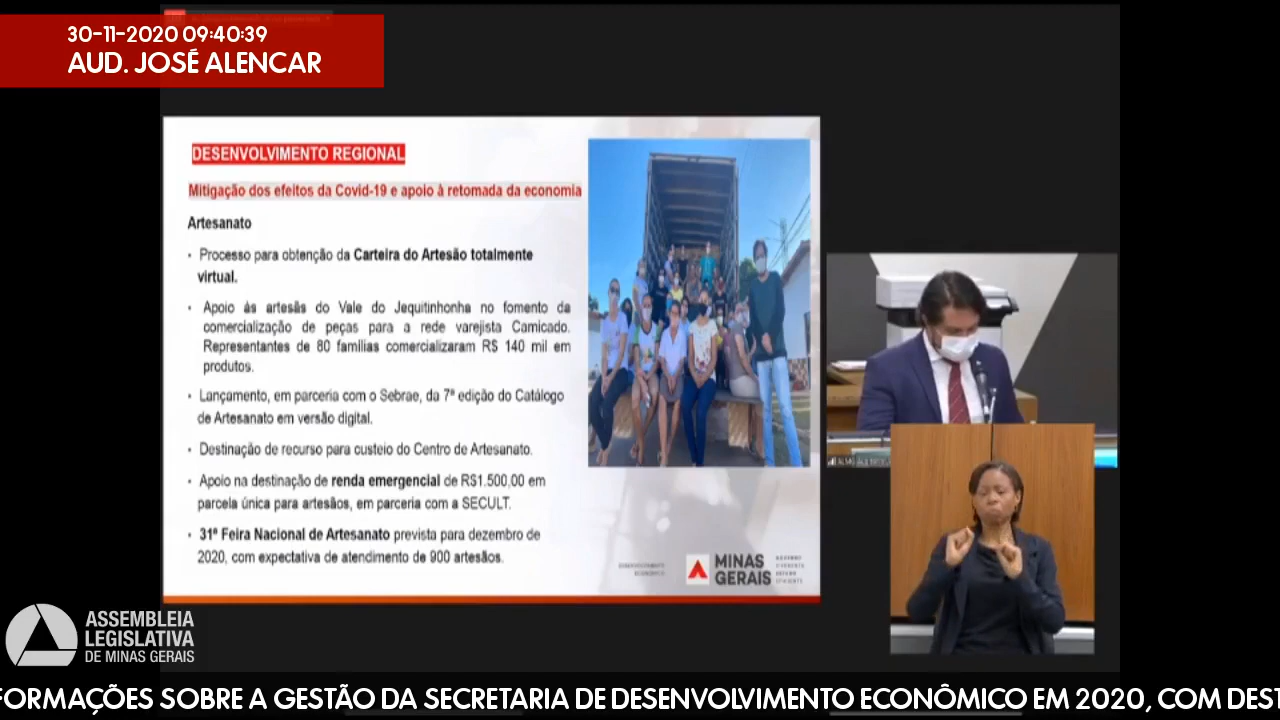 30-11-2020 09:40:39
AUD. JOSÉ ALENCAR
DESENVOLVIMENTO REGIONAL
Mitigação dos efeitos da Covid-19 e apoio à retomada da economia
Artesanato
• Processo para obtenção da Carteira do Artesão totalmente
virtual.
• Apoio às artesãs do Vale do Jequitinhonha no fomento da
comercialização de peças para a rede varejista Camicado.
Representantes de 80 famílias comercializaram R$ 140 mil em
produtos.
• Lançamento, em parceria com o Sebrae, da 7ª edição do Catálogo
de Artesanato em versão digital.
• Destinação de recurso para custeio do Centro de Artesanato.
• Apoio na destinação de renda emergencial de R$1.500,00 em
parcela única para artesãos, em parceria com a SECULT.
• 31ª Feira Nacional de Artesanato prevista para dezembro de
2020, com expectativa de atendimento de 900 artesãos.
DESENVOLVIMENTO
ECONÔMICO
MINAS
GERAIS
GOVERNO
DIFERENTE
ESTADO
EFICIENTE
ASSEMBLEIA
LEGISLATIVA
DE MINAS GERAIS
FORMAÇÕES SOBRE A GESTÃO DA SECRETARIA DE DESENVOLVIMENTO ECONÔMICO EM 2020, COM DEST